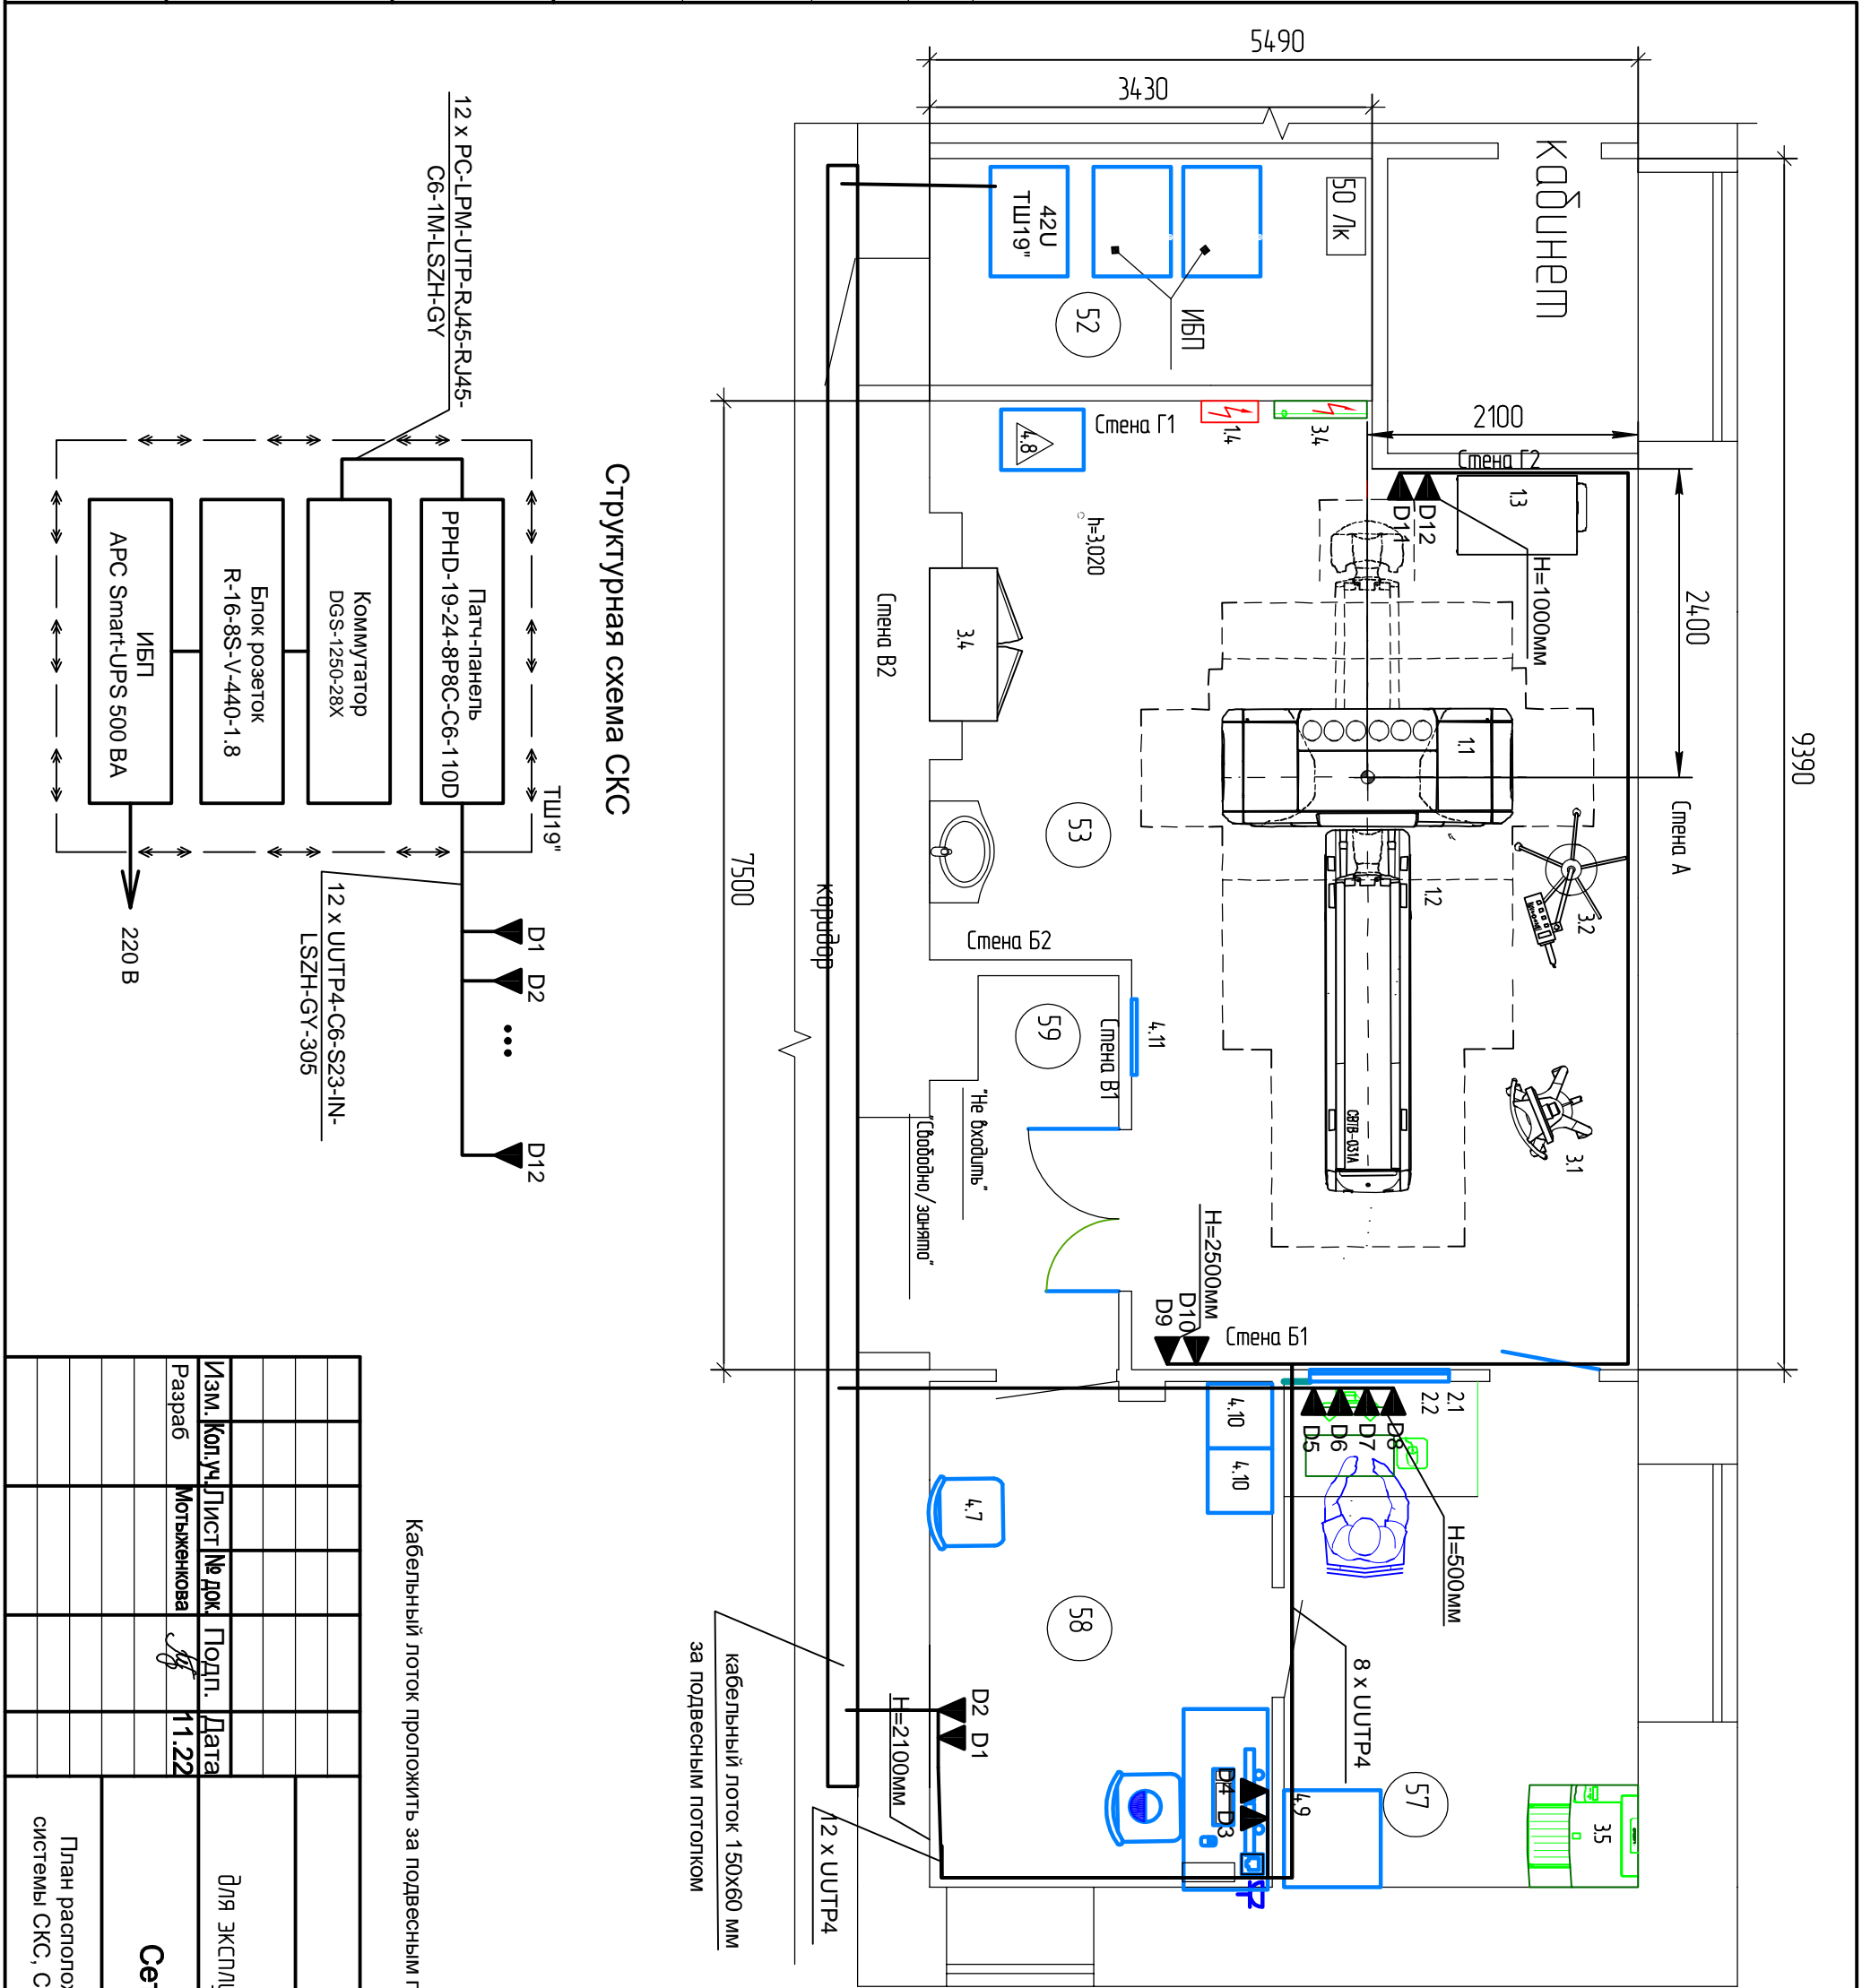 5490
3430
кабинет
50 Лк
42U
ТШ19"
52
ИБП
9390
2100
2400
Стена Г1
Стена Г2
1.4
3.4
4.8
h=3,020
1.3
D11
D12
H=1000мм
Стена А
Стена В2
3.4
1.1
1.2
3.2
3.1
СВТВ-031А
53
Стена Б2
59
Стена В1
4.11
"Не входить"
"Свободно/занято"
коридор
7500
H=2500мм
D10
D9
Стена Б1
2.1
2.2
D5
D6
D7
D8
H=500мм
4.10
4.10
4.7
58
8 x UUTP4
57
4.9
3.5
D4
D3
D2
D1
H=2100мм
12 x UUTP4
кабельный лоток 150х60 мм
за подвесным потолком
Структурная схема СКС
12 x PC-LPM-UTP-RJ45-RJ45-
C6-1M-LSZH-GY
ТШ19"
Патч-панель
PPHD-19-24-8P8C-C6-110D
Коммутатор
DGS-1250-28X
Блок розеток
R-16-8S-V-440-1.8
ИБП
APC Smart-UPS 500 ВА
220 В
12 x UUTP4-C6-S23-IN-
LSZH-GY-305
D1
D2
...
D12
Кабельный лоток проложить за подвесным п
Изм.
Кол.уч.
Лист
№ док.
Подп.
Дата
Разраб
Мотыженкова
11.22
для эксплу
Се
План располож
системы СКС, С